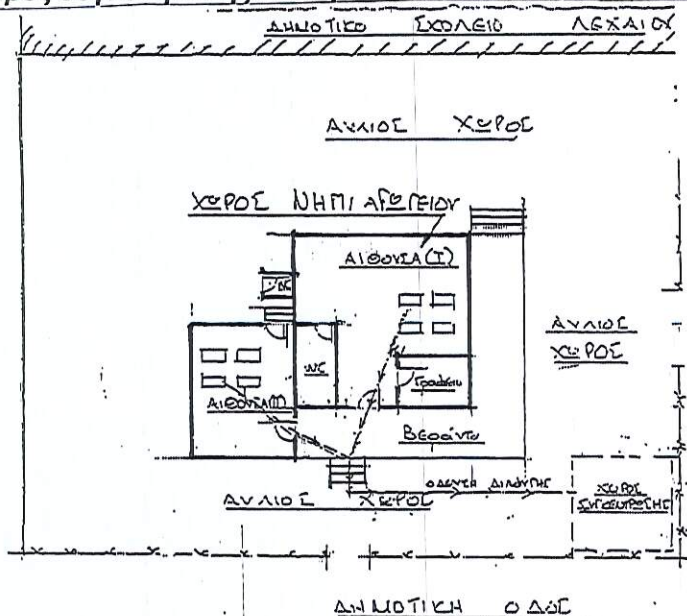 ΔΗΜΟΤΙΚΟ ΣΧΟΛΕΙΟ ΛΕΧΑΙΟΥ
ΑΥΛΙΟΣ ΧΩΡΟΣ
ΧΩΡΟΣ ΝΗΠΙΑΓΩΓΕΙΟΥ
ΑΙΘΟΥΣΑ (I)
WC
ΑΥΛΙΟΣ
ΧΩΡΟΣ
WC
Γραφείο
ΑΙΘΟΥΣΑ (II)
Βεράντα
ΟΔΕΥΣΗ ΔΙΑΦΥΓΗΣ
ΧΩΡΟΣ
ΣΥΓΚΕΝΤΡΩΣΗΣ
ΑΥΛΙΟΣ ΧΩΡΟΣ
ΔΗΜΟΤΙΚΗ ΟΔΟΣ